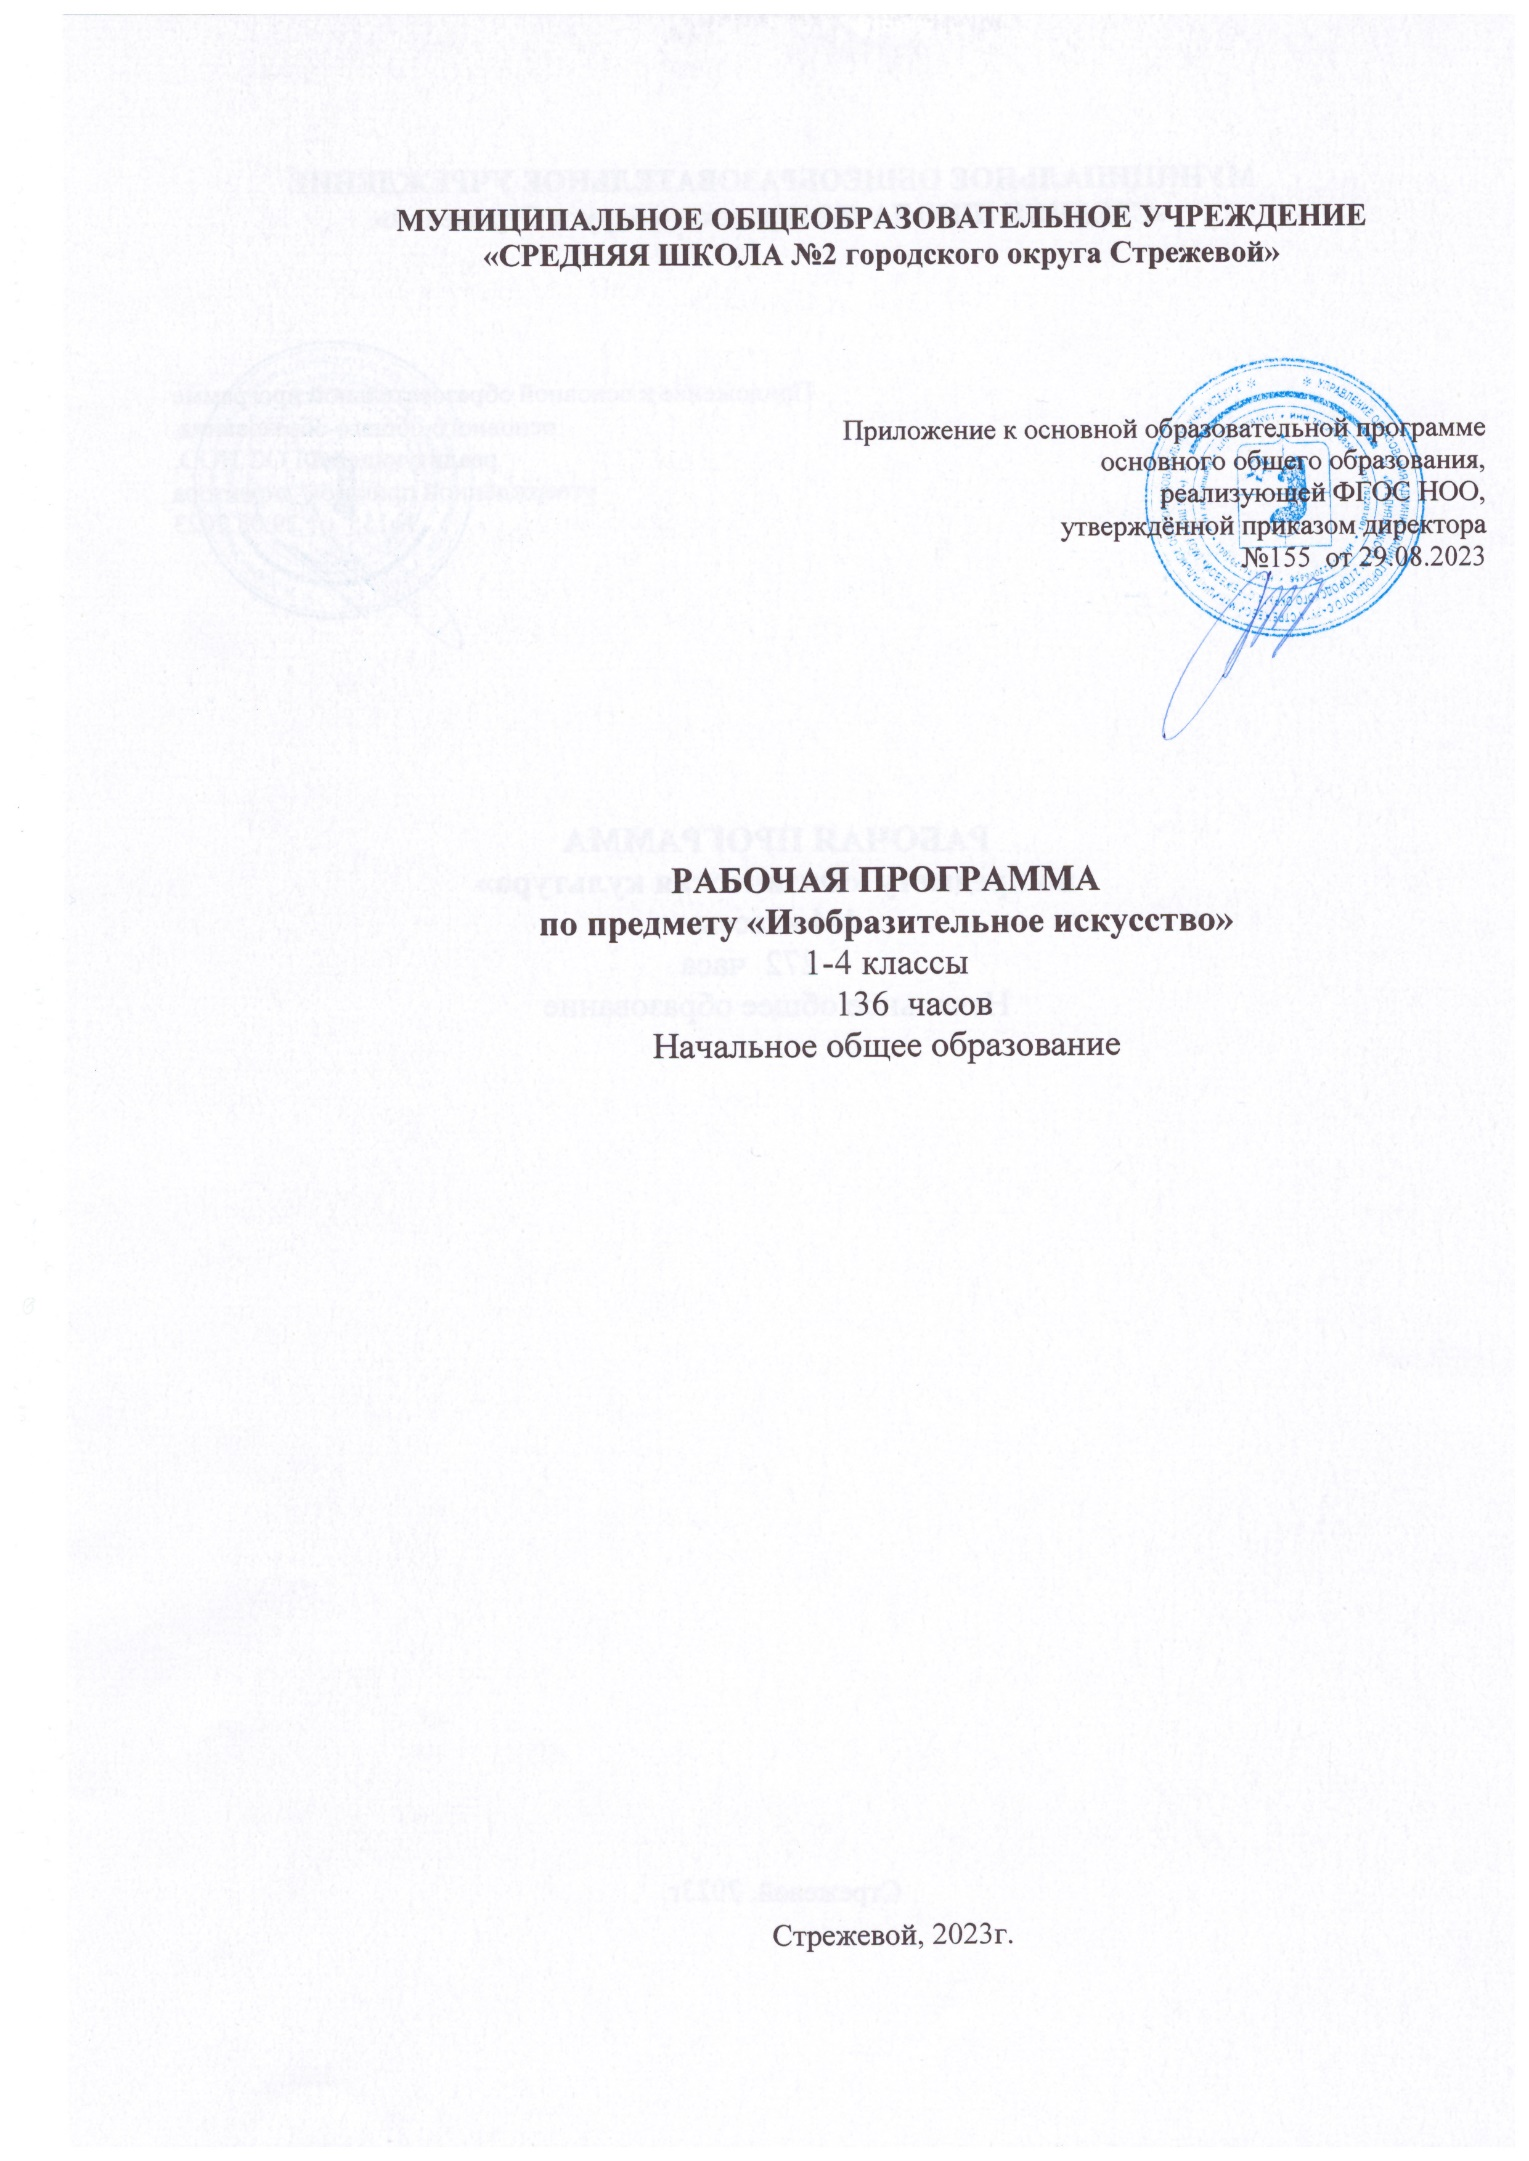 МУНИЦИПАЛЬНОЕ ОБЩЕОБРАЗОВАТЕЛЬНОЕ УЧРЕЖДЕНИЕ
«СРЕДНЯЯ ШКОЛА №2 городского округа Стрежевой»
Приложение к основной образовательной программе
основного общего образования,
реализующей ФГОС НОО,
утверждённой приказом директора
№155 от 29.08.2023
РАБОЧАЯ ПРОГРАММА
по предмету «Изобразительное искусство»
1-4 классы
136 часов
Начальное общее образование
Стрежевой, 2023г.